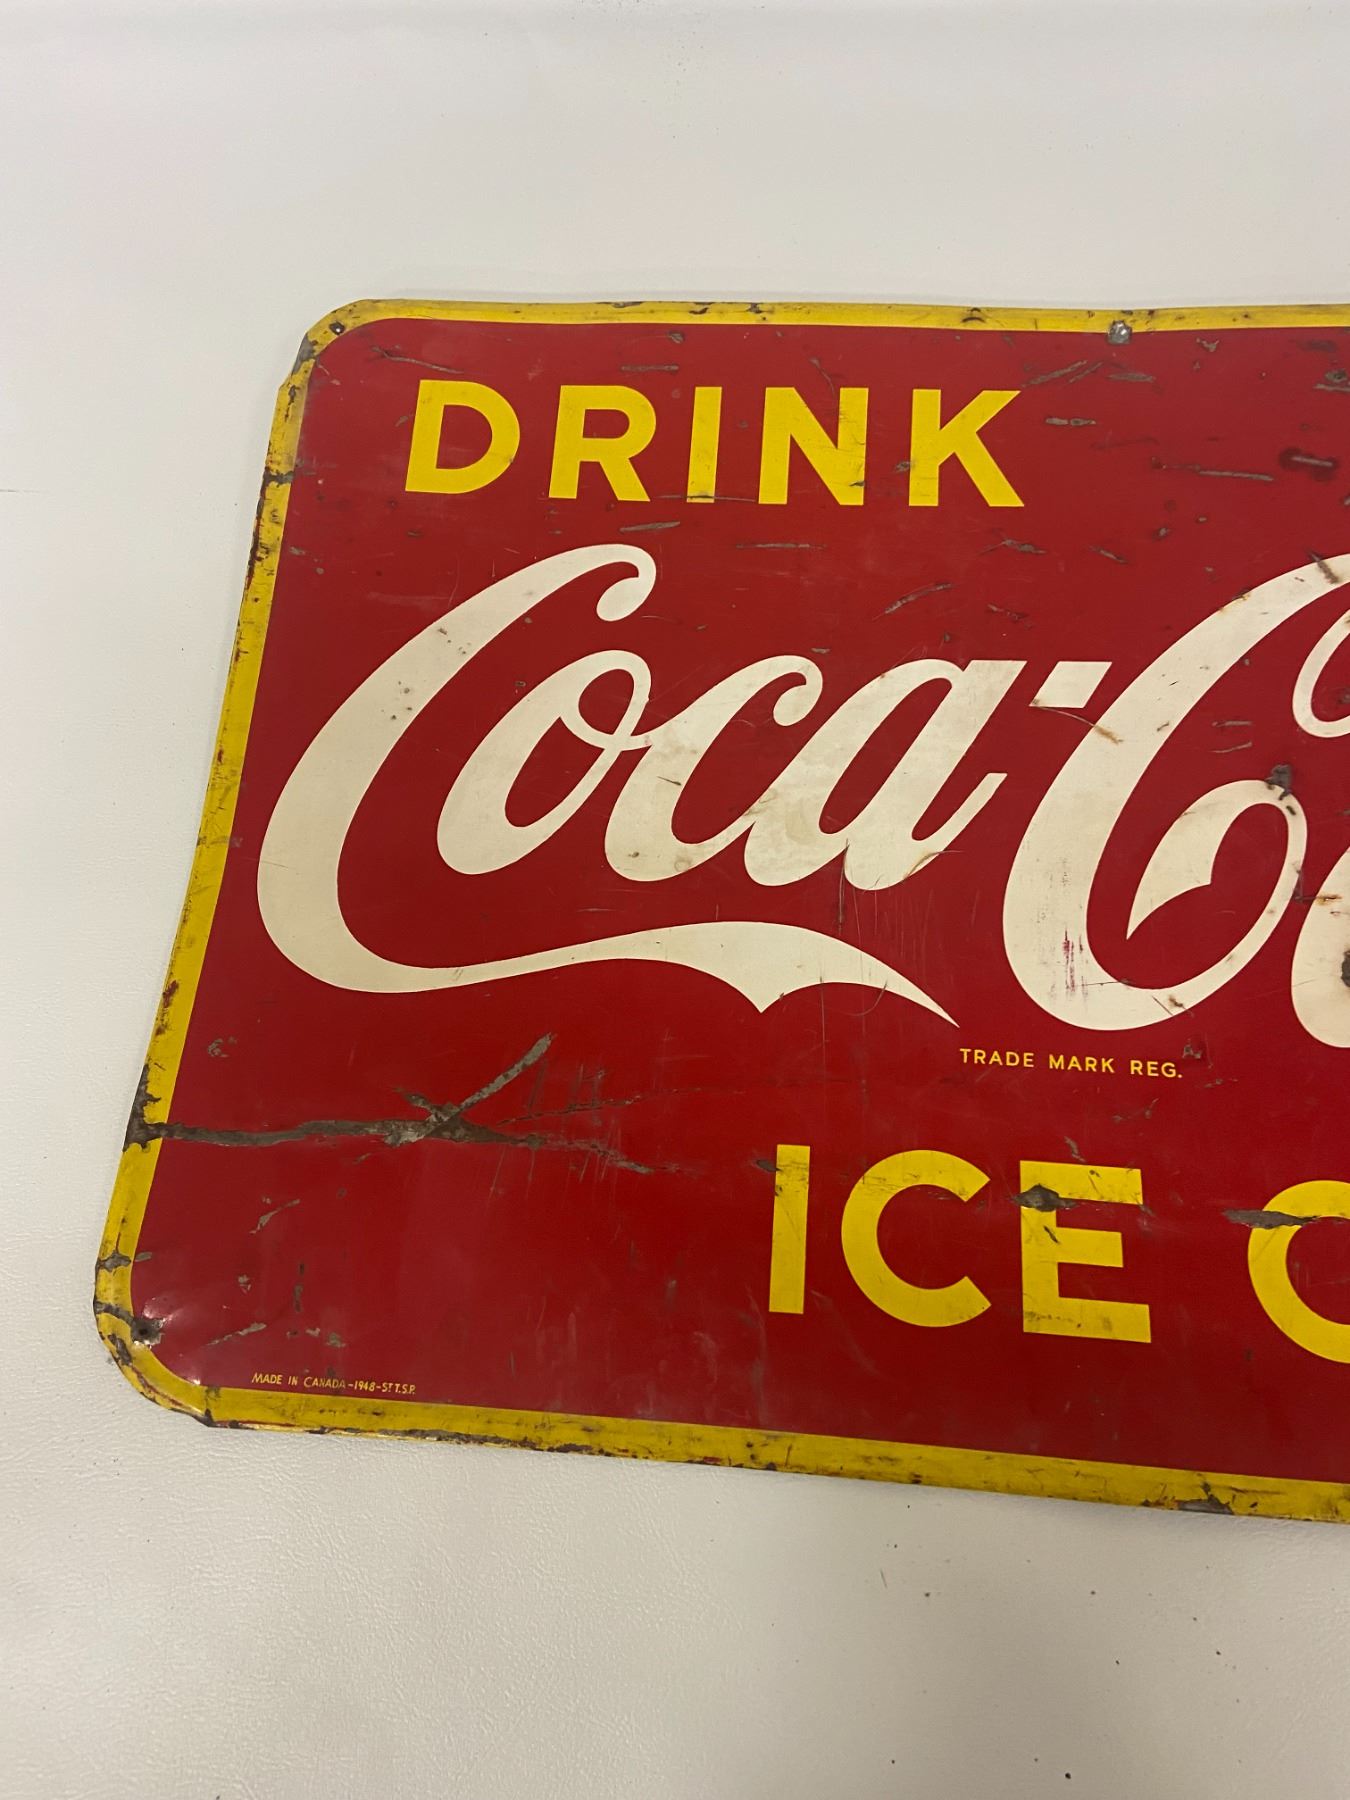 DRINK
Coca-Co
TRADE MARK REG.
ICE C
MADE IN CANADA-1948-ST.T.S.P.